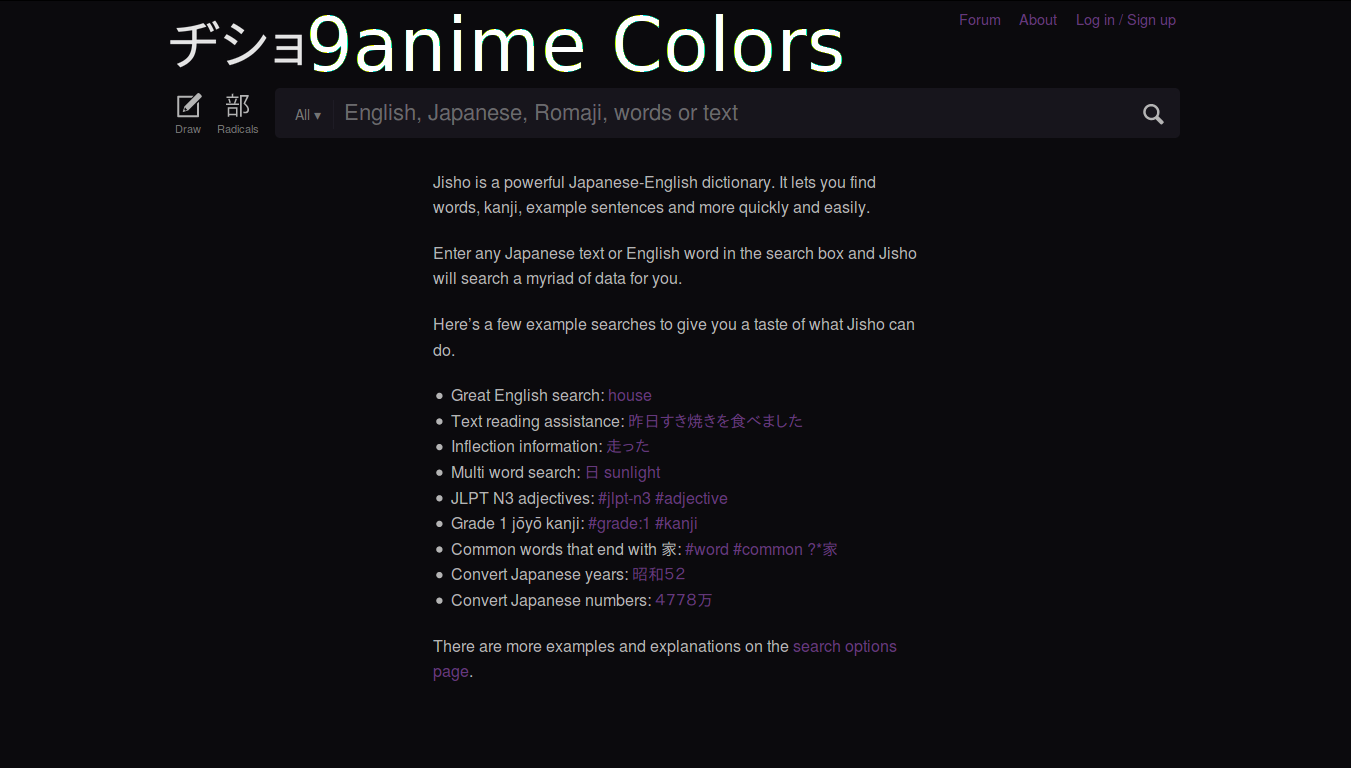 ヂショ9anime Colors
Forum About Log in / Sign up
部
Draw Radicals
All ▾ English, Japanese, Romaji, words or text
Jisho is a powerful Japanese-English dictionary. It lets you find
words, kanji, example sentences and more quickly and easily.
Enter any Japanese text or English word in the search box and Jisho
will search a myriad of data for you.
Here's a few example searches to give you a taste of what Jisho can
do.
• Great English search: house
• Text reading assistance: 昨日すき焼きを食べました
• Inflection information: 走った
• Multi word search: 日 sunlight
• JLPT N3 adjectives: #jlpt-n3 #adjective
• Grade 1 jōyō kanji: #grade:1 #kanji
• Common words that end with 家: #word #common ?*家
• Convert Japanese years: 昭和52
• Convert Japanese numbers: 4778万
There are more examples and explanations on the search options
page.